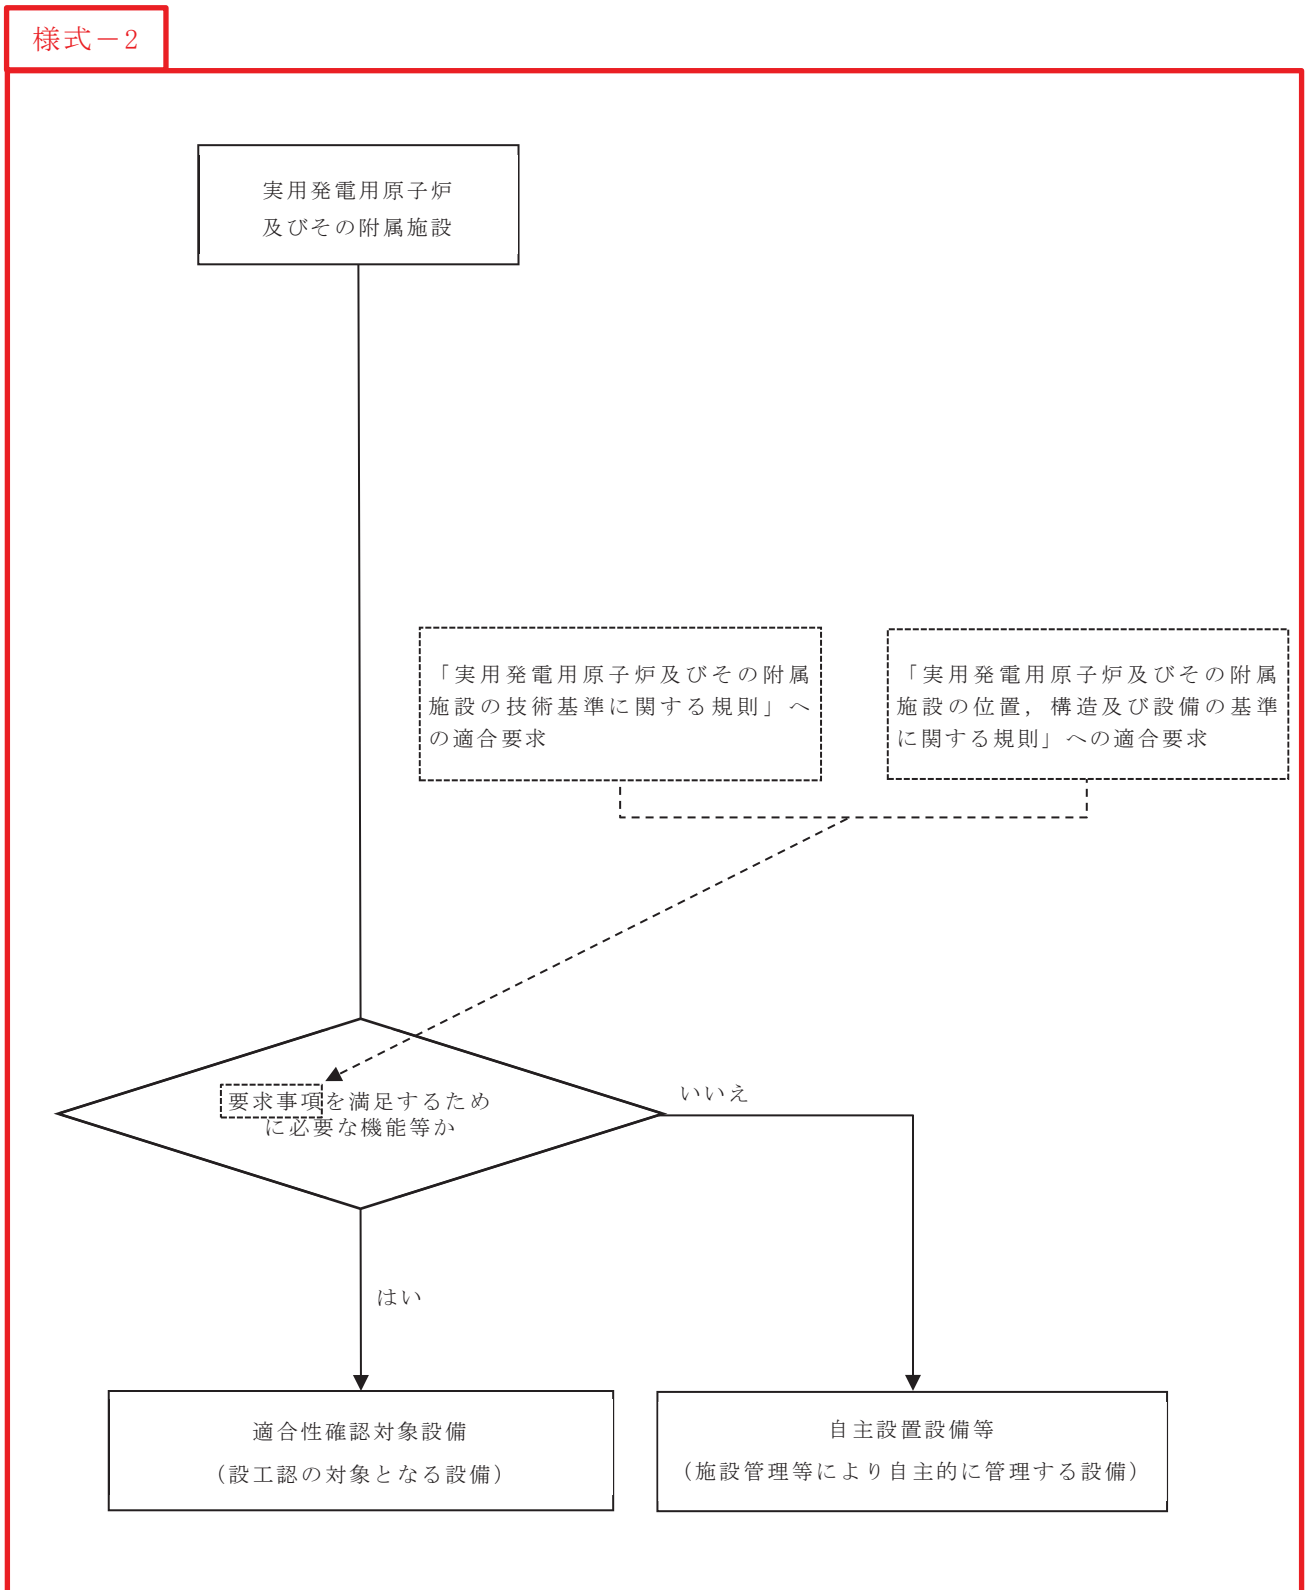 様式－2
実用発電用原子炉
及びその附属施設
「実用発電用原子炉及びその附属
施設の技術基準に関する規則」へ
の適合要求
「実用発電用原子炉及びその附属
施設の位置，構造及び設備の基準
に関する規則」への適合要求
要求事項を満足するため
に必要な機能等か
いいえ
はい
適合性確認対象設備
（設工認の対象となる設備）
自主設置設備等
（施設管理等により自主的に管理する設備）